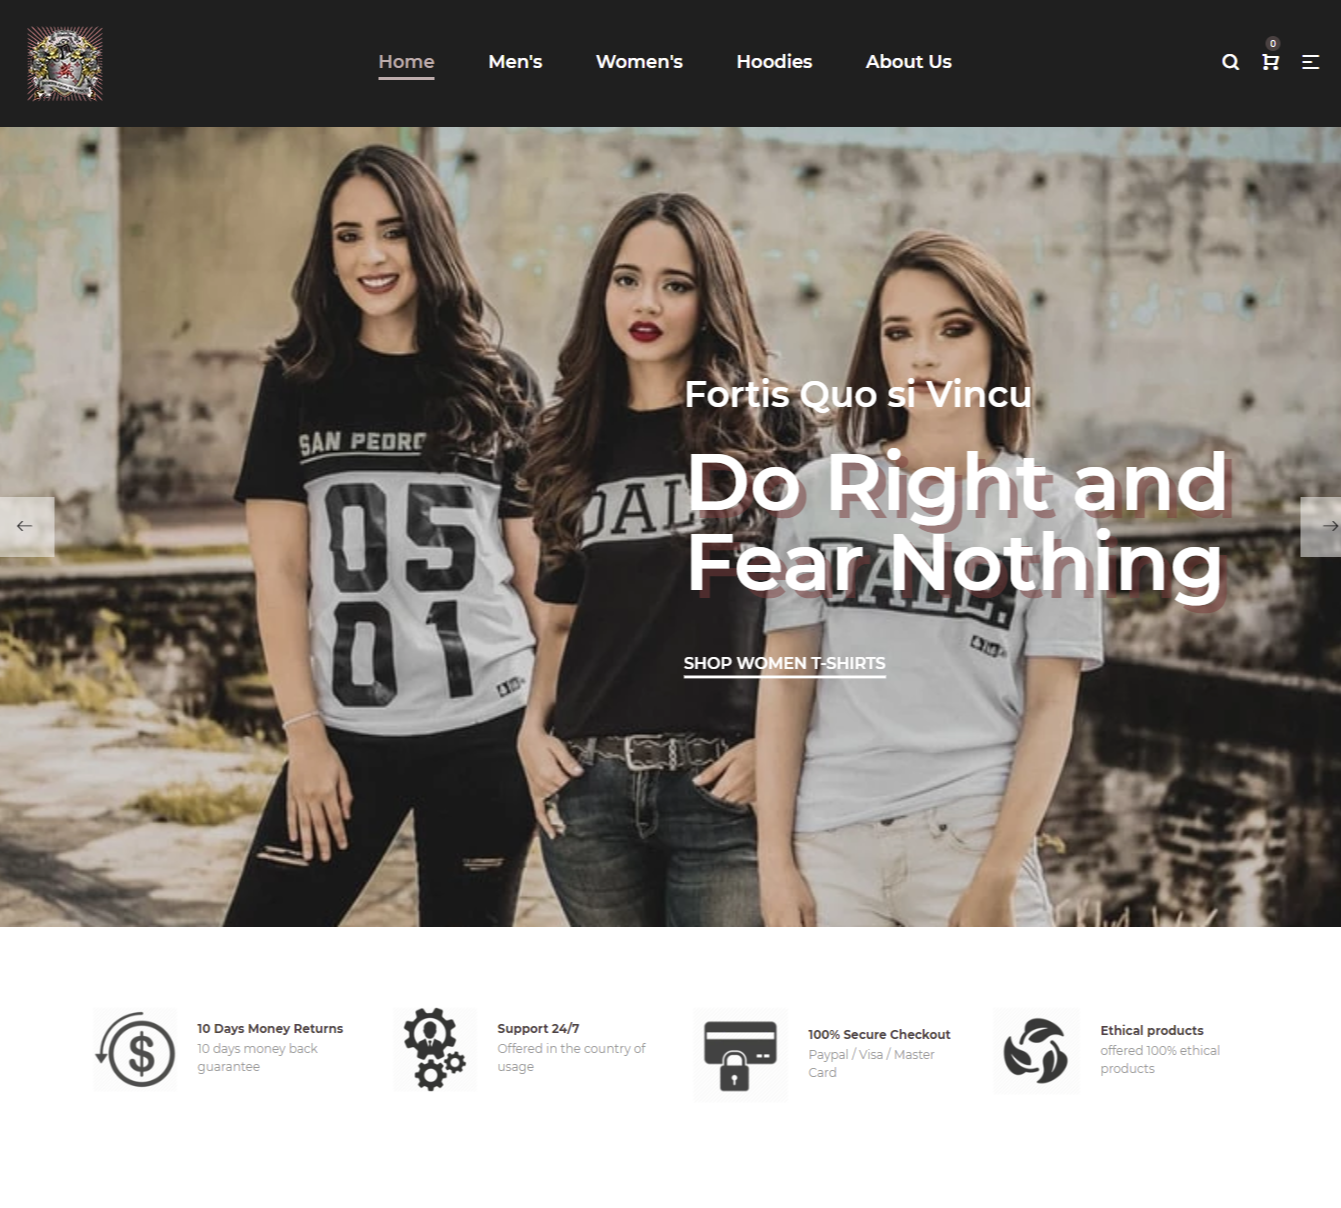 Home
Men's
Women's
Hoodies
About Us
0
SAN PEDRO
05
01
DALL
DALL.
Fortis Quo si Vincu
Do Right and
Fear Nothing
SHOP WOMEN T-SHIRTS
10 Days Money Returns
10 days money back
guarantee
Support 24/7
Offered in the country of
usage
100% Secure Checkout
Paypal / Visa / Master
Card
Ethical products
offered 100% ethical
products